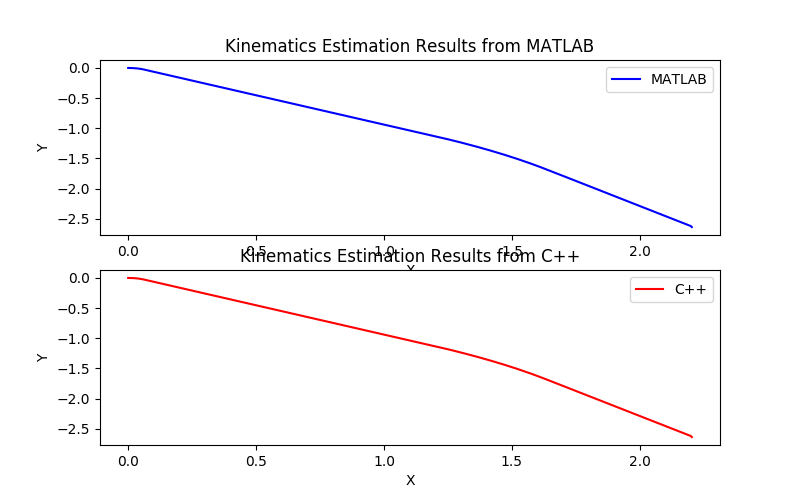 Kinematics Estimation Results from MATLAB
0.0
−0.5
−1.0
−1.5
−2.0
−2.5
Y
MATLAB
0.0 0.5 1.0 1.5 2.0
X
Kinematics Estimation Results from C++
0.0
−0.5
−1.0
−1.5
−2.0
−2.5
Y
C++
0.0 0.5 1.0 1.5 2.0
X